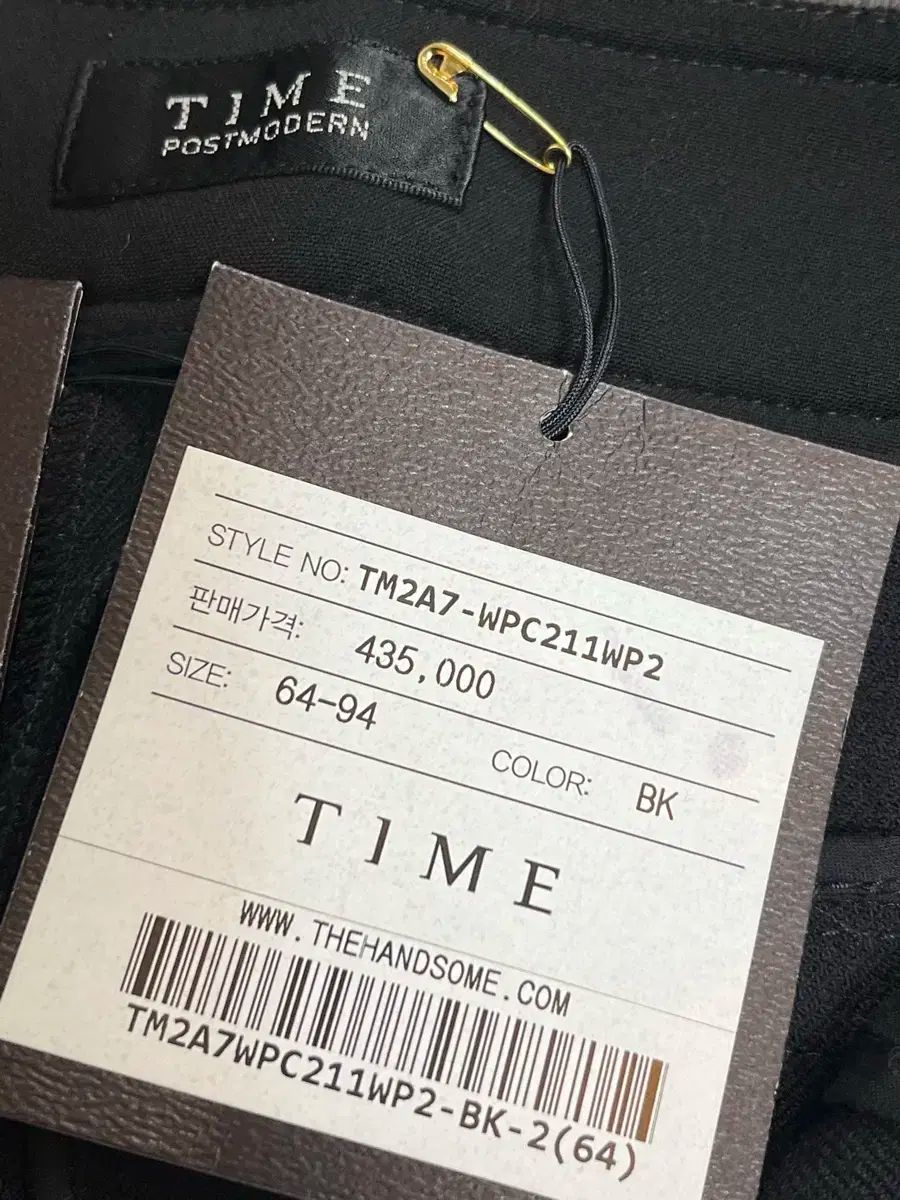 TIME
POSTMODERN
STYLE NO: TM2A7-WPC211WP2
판매가격: 435,000
SIZE: 64-94
COLOR: BK
TIME
WWW.THEHANDSOME.COM
TM2A7WPC211WP2-BK-2(64)